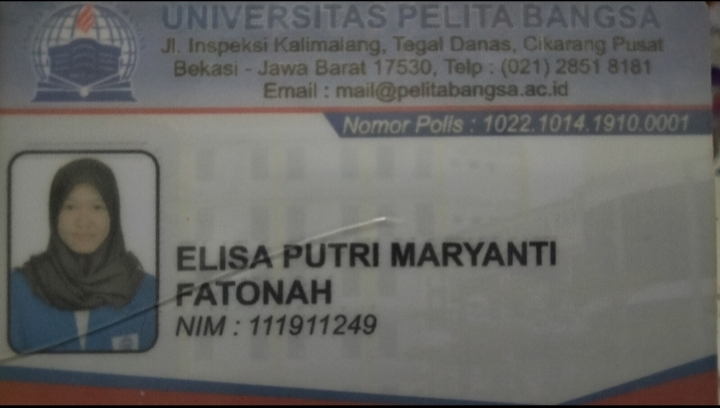 UNIVERSITAS PELITA BANGSA
Jl. Inspeksi Kalimalang, Tegal Danas, Cikarang Pusat
Bekasi - Jawa Barat 17530, Telp : (021) 2851 8181
Email : mail@pelitabangsa.ac.id
Nomor Polis : 1022.1014.1910.0001
ELISA PUTRI MARYANTI
FATONAH
NIM : 111911249